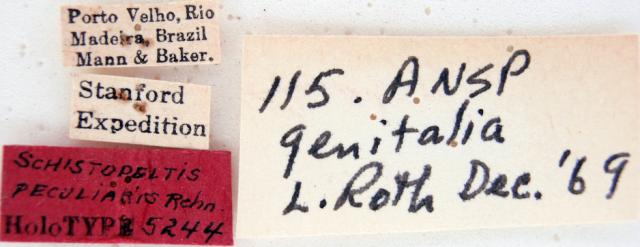 Porto Velho, Rio
Madeira, Brazil
Mann & Baker.
Stanford
Expedition
SCHISTOPELTIS
PECULIARIS Rehn.
HoloTYPE 5244
115. ANSP
genitalia
L. Roth Dec. '69